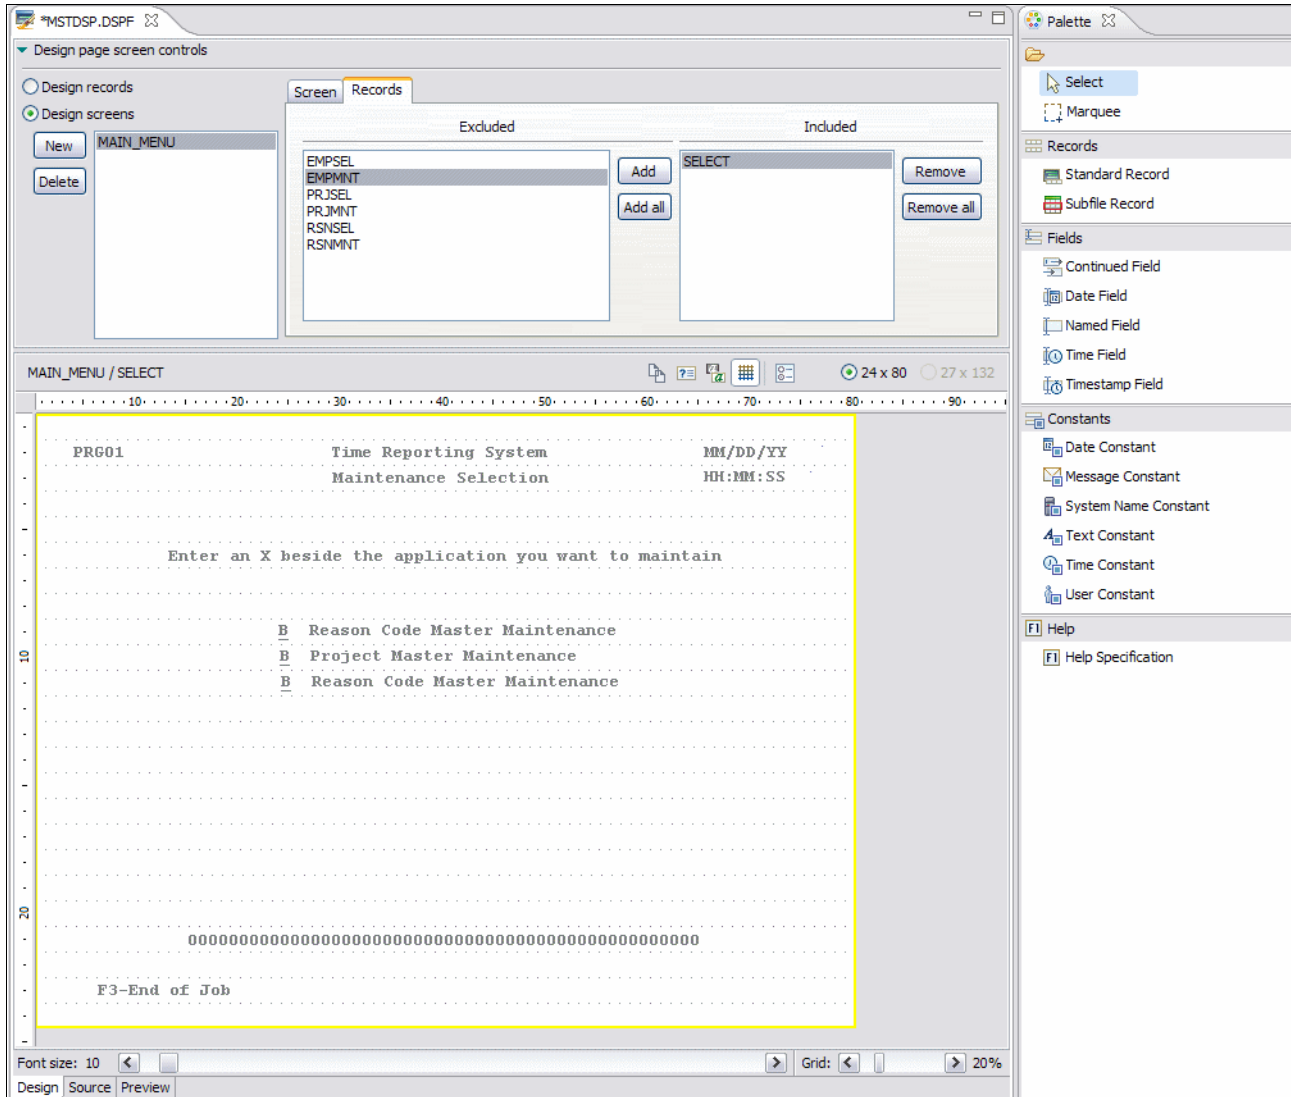 *MSTDSP.DSPF
Design page screen controls
Design records
Design screens
New
Delete
MAIN_MENU
Screen
Records
Excluded
EMPSEL
EMPMNT
PRJSEL
PRJMNT
RSNSEL
RSNMNT
Add
Add all
Included
SELECT
Remove
Remove all
MAIN_MENU / SELECT
24 x 80
27 x 132
10 20 30 40 50 60 70 80 90
PRG01 Time Reporting System MM/DD/YY
Maintenance Selection HH:MM:SS
Enter an X beside the application you want to maintain
B Reason Code Master Maintenance
10
B Project Master Maintenance
B Reason Code Master Maintenance
20
OOOOOOOOOOOOOOOOOOOOOOOOOOOOOOOOOOOOOOOOOOOOOOOOOO
F3-End of Job
Font size: 10
Grid:
20%
Design
Source
Preview
Palette
Select
Marquee
Records
Standard Record
Subfile Record
Fields
Continued Field
Date Field
Named Field
Time Field
Timestamp Field
Constants
Date Constant
Message Constant
System Name Constant
Text Constant
Time Constant
User Constant
F1 Help
F1 Help Specification